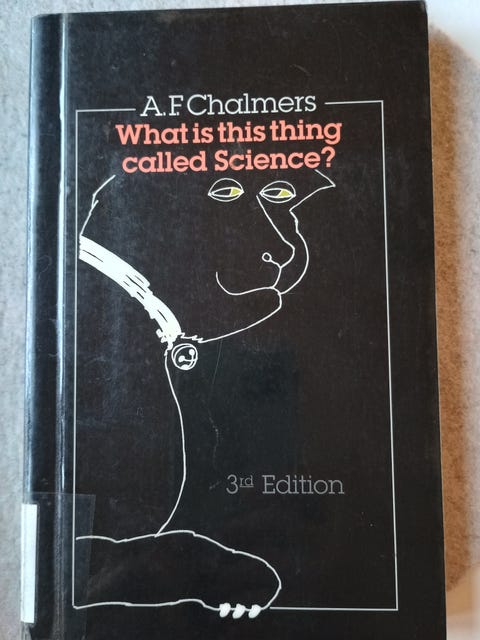 A.F. Chalmers
What is this thing
called Science?
3rd Edition